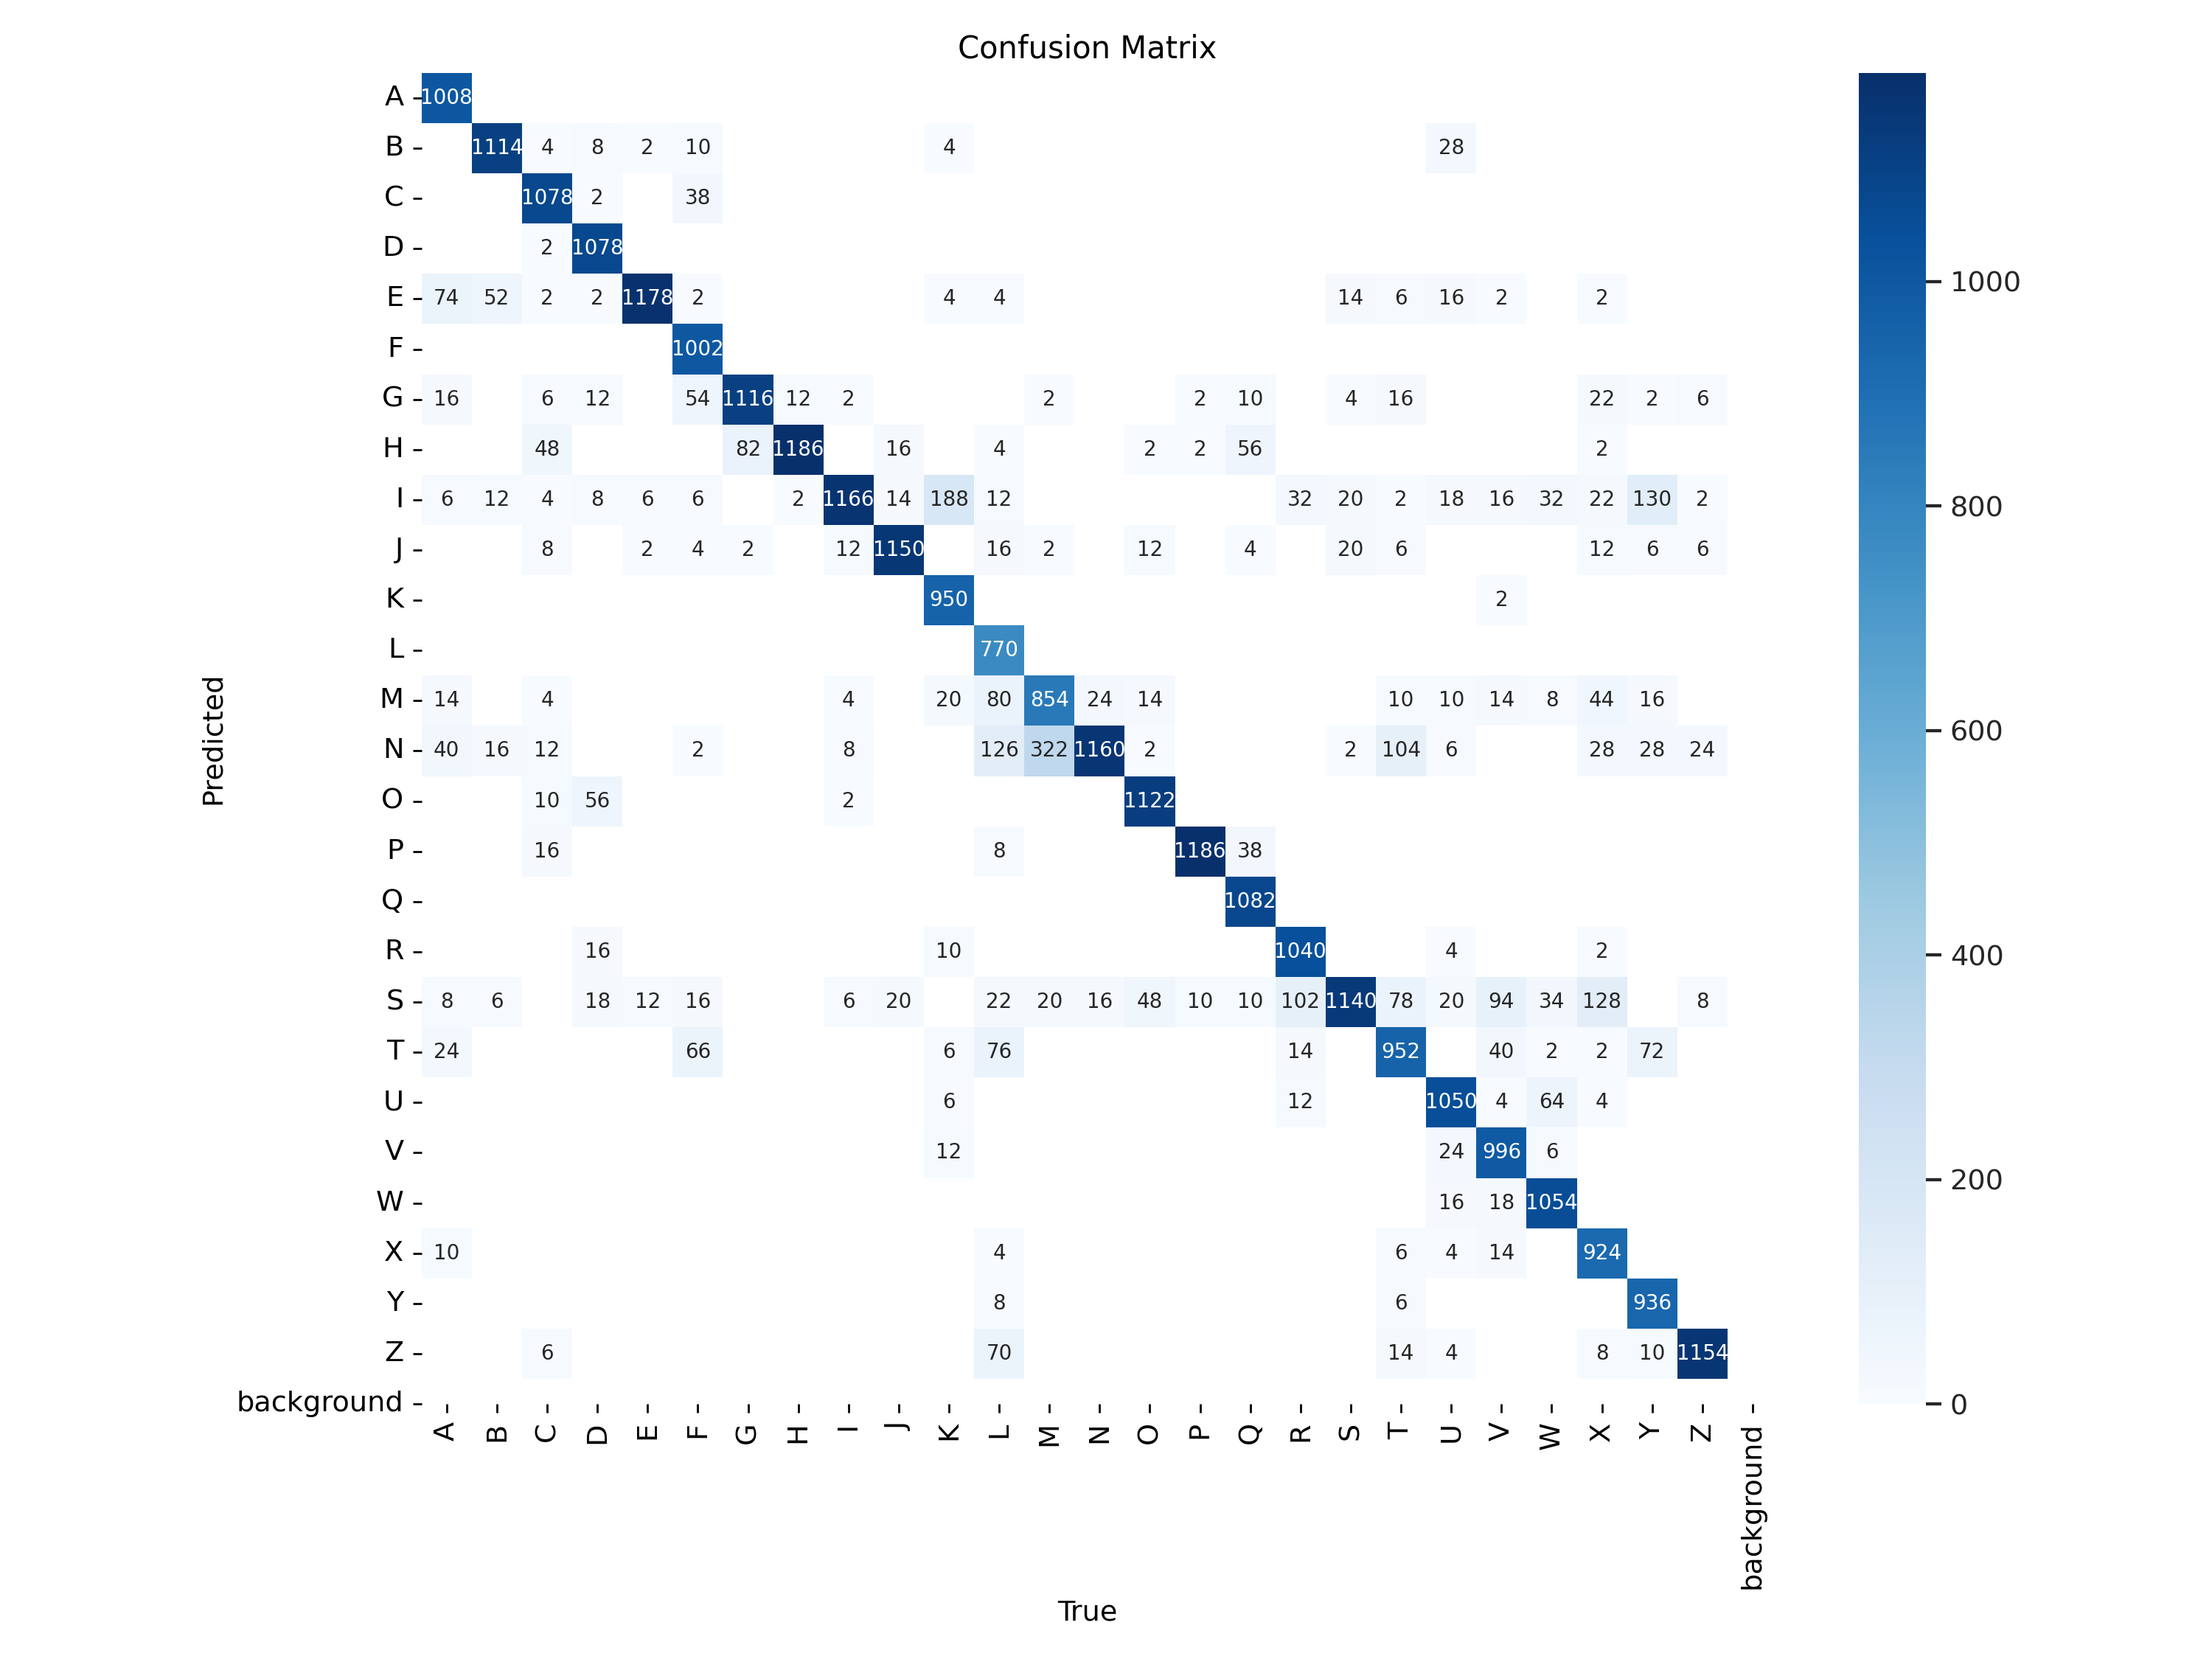 Confusion Matrix
A 1008
B 1114 4 8 2 10 4 28
C 1078 2 38
D 2 1078
E 74 52 2 2 1178 2 4 4 14 6 16 2 2
F 1002
G 16 6 12 54 1116 12 2 2 2 10 4 16 22 2 6
H 48 82 1186 16 4 2 2 56 2
I 6 12 4 8 6 6 2 1166 14 188 12 32 20 2 18 16 32 22 130 2
J 8 2 4 2 12 1150 16 2 12 4 20 6 12 6 6
K 950 2
L 770
M 14 4 4 20 80 854 24 14 10 10 14 8 44 16
N 40 16 12 2 8 126 322 1160 2 2 104 6 28 28 24
O 10 56 2 1122
P 16 8 1186 38
Q 1082
R 16 10 1040 4 2
S 8 6 18 12 16 6 20 22 20 16 48 10 10 102 1140 78 20 94 34 128 8
T 24 66 6 76 14 952 40 2 2 72
U 6 12 1050 4 64 4
V 12 24 996 6
W 16 18 1054
X 10 4 6 4 14 924
Y 8 6 936
Z 6 70 14 4 8 10 1154
background
A B C D E F G H I J K L M N O P Q R S T U V W X Y Z background
Predicted
True
1000
800
600
400
200
0